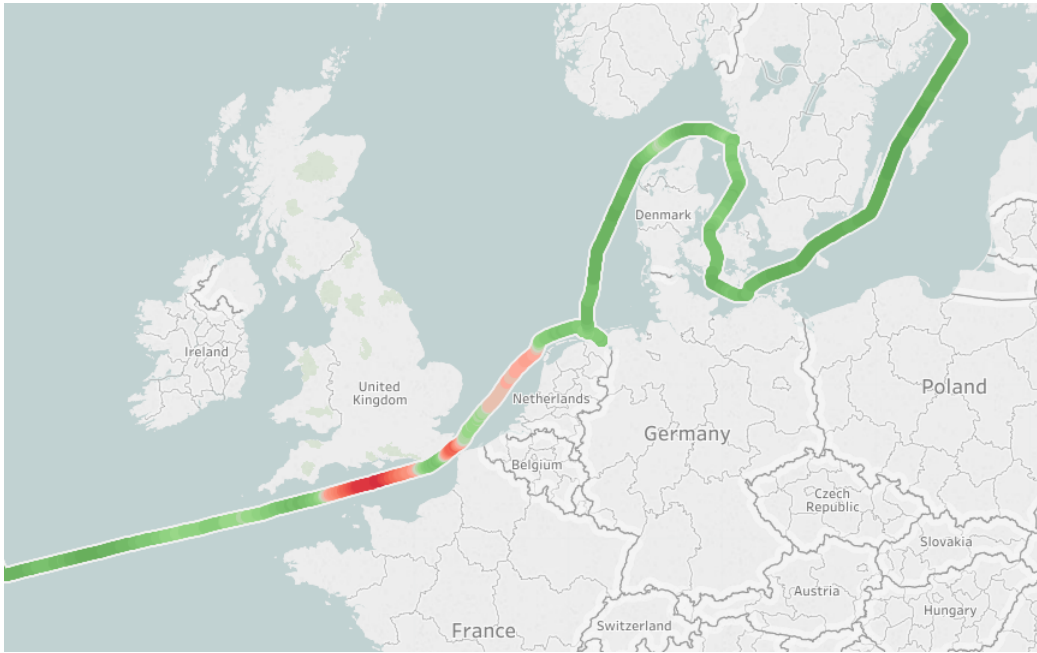 Denmark
Ireland
United
Kingdom
Netherlands
Poland
Germany
Belgium
Czech
Republic
Slovakia
Austria
Hungary
Switzerland
France